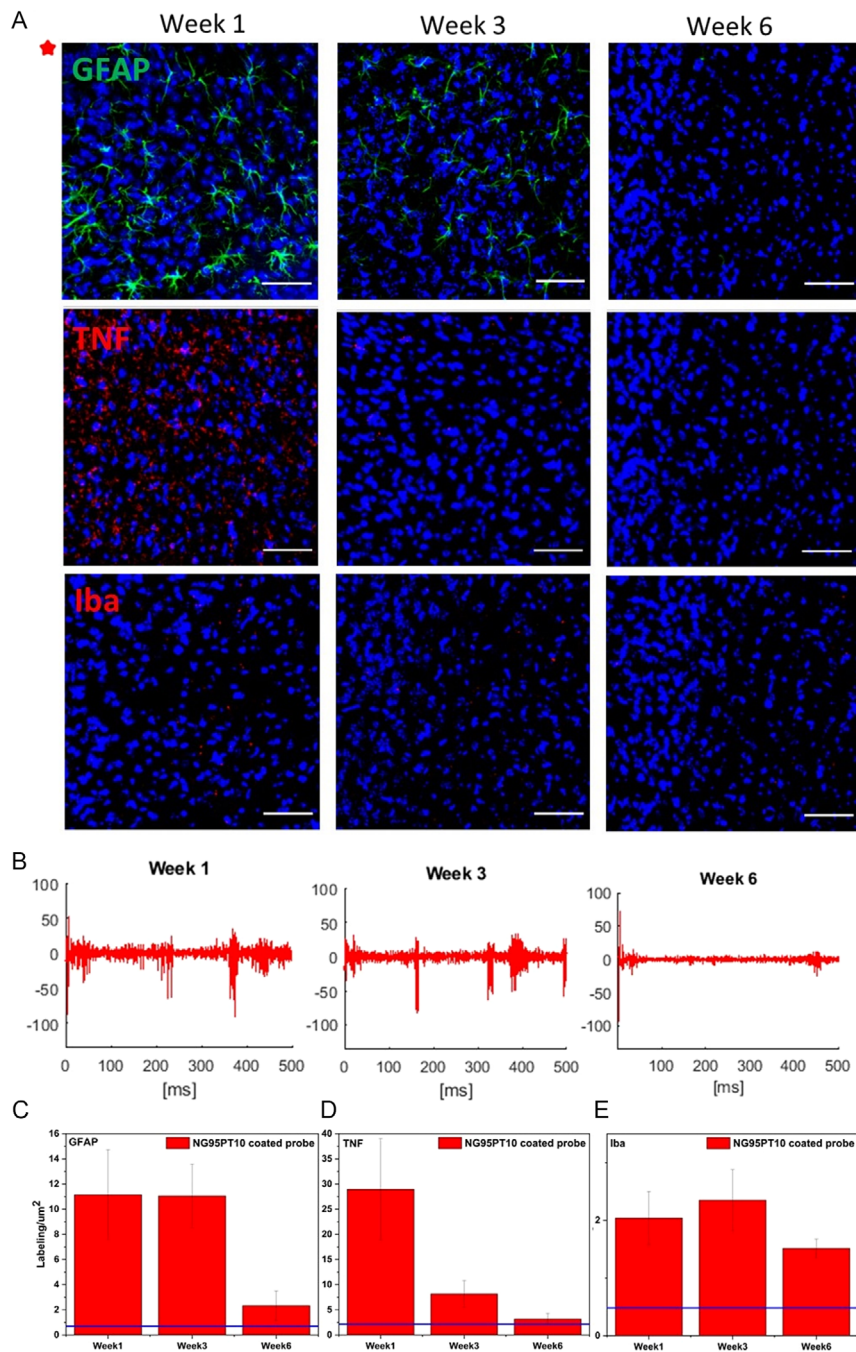 A
Week 1 Week 3 Week 6
GFAP
TNF
Iba
B
Week 1 Week 3 Week 6
100 100 100
50 50 50
0 0 0
-50 -50 -50
-100 -100 -100
0 100 200 300 400 500 0 100 200 300 400 500 100 200 300 400 500
[ms] [ms] [ms]
C D E
GFAP NG95PT10 coated probe
16
14
12
10
8
6
4
2
0
Labeling/um²
Week1 Week3 Week6
TNF NG95PT10 coated probe
40
35
30
25
20
15
10
5
0
Week1 Week3 Week6
Iba NG95PT10 coated probe
2
0
Week1 Week3 Week6